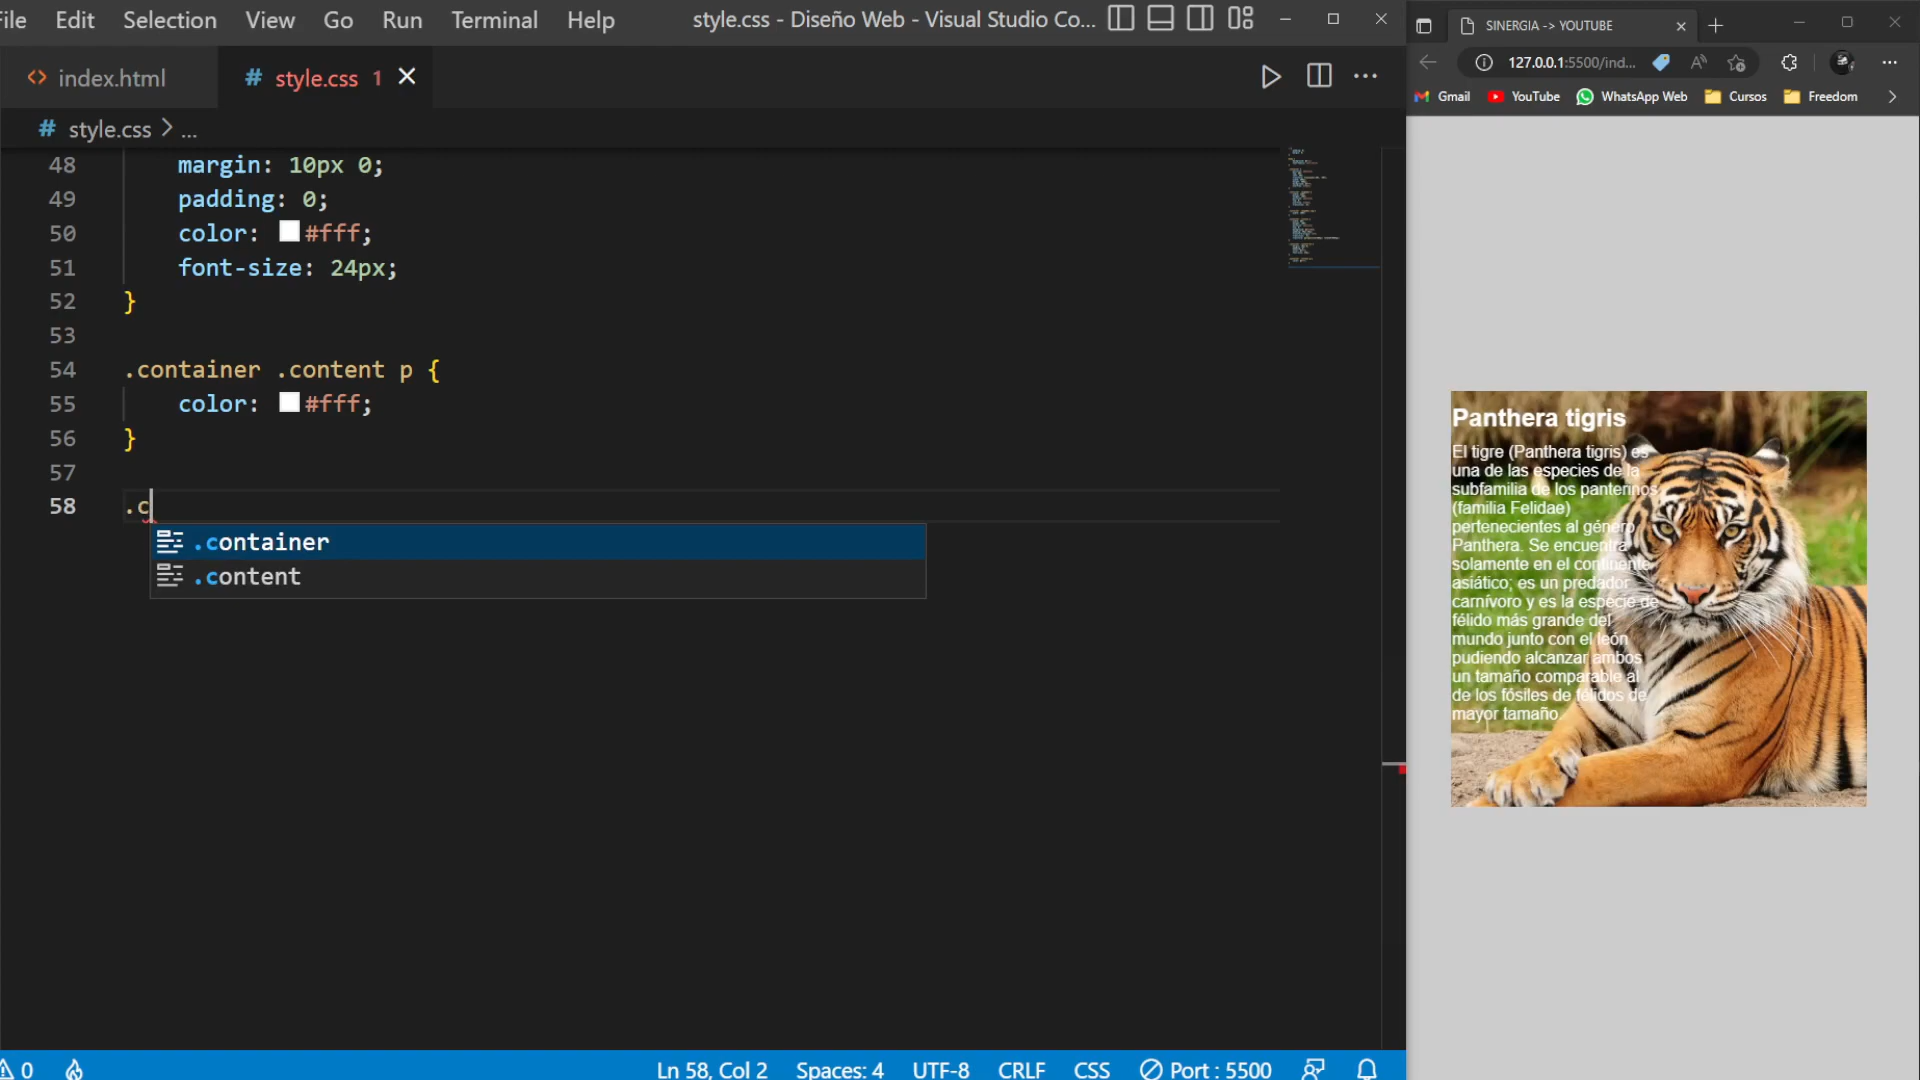 File Edit Selection View Go Run Terminal Help style.css - Diseño Web - Visual Studio Co...
index.html # style.css 1
# style.css > ...
48 margin: 10px 0;
49 padding: 0;
50 color: #fff;
51 font-size: 24px;
52 }
53
54 .container .content p {
55 color: #fff;
56 }
57
58 .c
.container
.content
0 Ln 58, Col 2 Spaces: 4 UTF-8 CRLF CSS Port : 5500
SINERGIA -> YOUTUBE
127.0.0.1:5500/ind...
Gmail YouTube WhatsApp Web Cursos Freedom
Panthera tigris
El tigre (Panthera tigris) es
una de las especies de la
subfamilia de los panterinos
(familia Felidae)
pertenecientes al género
Panthera. Se encuentra
solamente en el continente
asiático; es un predador
carnívoro y es la especie de
félido más grande del
mundo junto con el león
pudiendo alcanzar ambos
un tamaño comparable al
de los fósiles de félidos de
mayor tamaño.